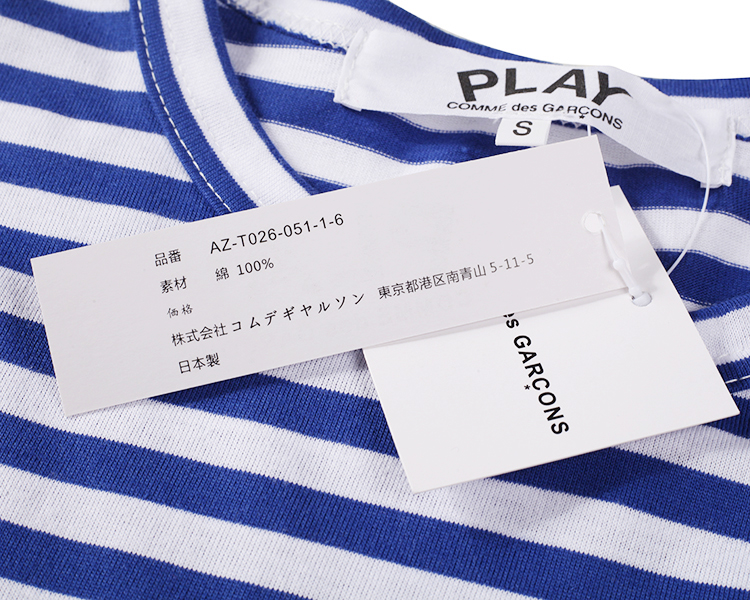 PLAY
COMME des GARÇONS
*
S
品番 AZ-T026-051-1-6
素材 綿 100%
価格
株式会社コムデギャルソン 東京都港区南青山 5-11-5
日本製
des GARCONS
*